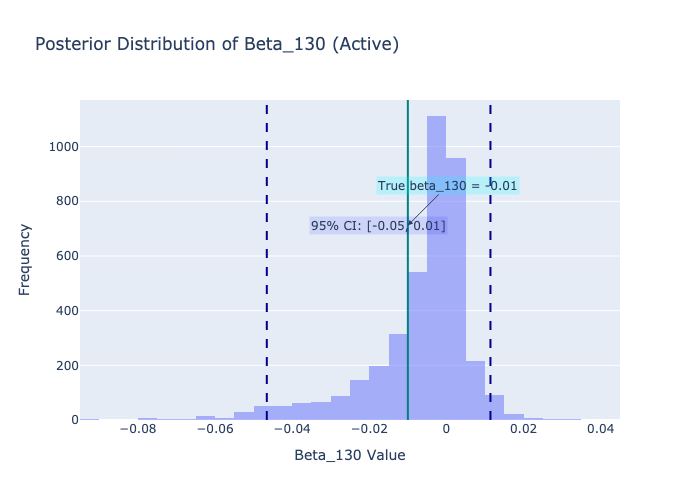 Posterior Distribution of Beta_130 (Active)
True beta_130 = -0.01
95% CI: [-0.05, 0.01]
Frequency
1000
800
600
400
200
0
−0.08
−0.06
−0.04
−0.02
0
0.02
0.04
Beta_130 Value